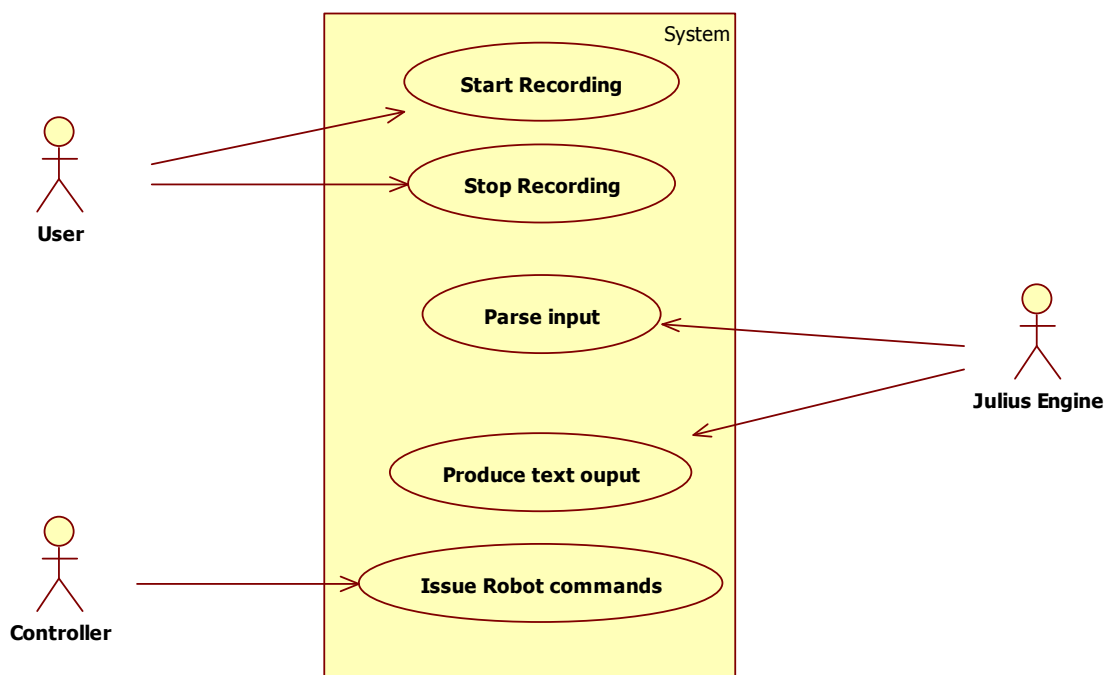 System
Start Recording
Stop Recording
User
Parse input
Julius Engine
Produce text ouput
Issue Robot commands
Controller